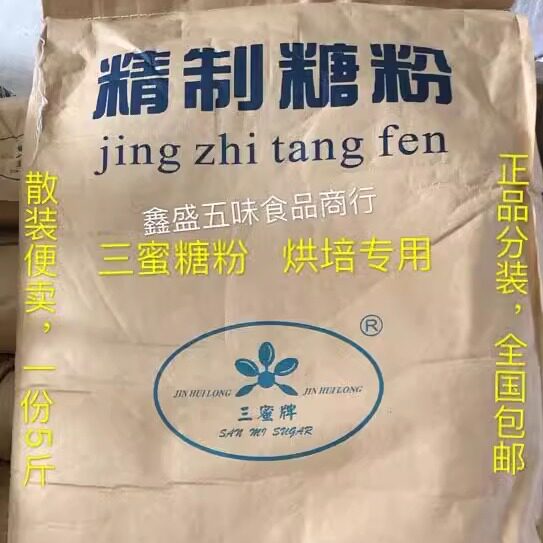 精制糖粉
jing zhi tang fen
鑫盛五味食品商行
三蜜糖粉 烘培专用
散装便卖，一份5斤
正品分装，全国包邮
®
JIN HUI LONG JIN HUI LONG
三蜜牌
SAN MI SUGAR